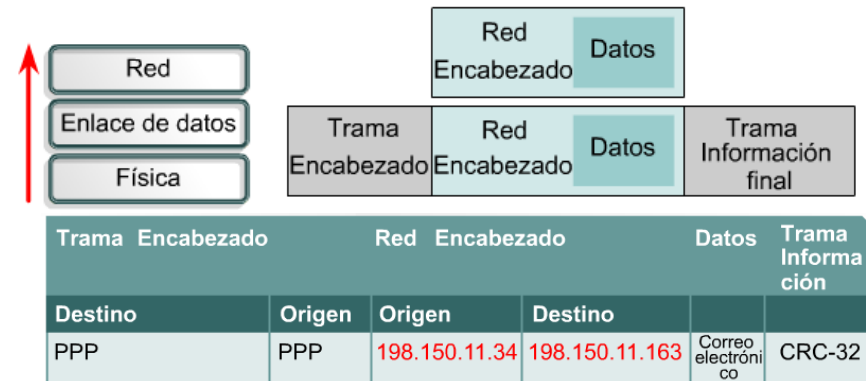 Red
Enlace de datos
Física
Red
Encabezado
Datos
Trama
Encabezado
Red
Encabezado
Datos
Trama
Información
final
Trama Encabezado Red Encabezado Datos Trama
Informa
ción
Destino Origen Origen Destino
PPP PPP 198.150.11.34 198.150.11.163 Correo
electróni
co
CRC-32